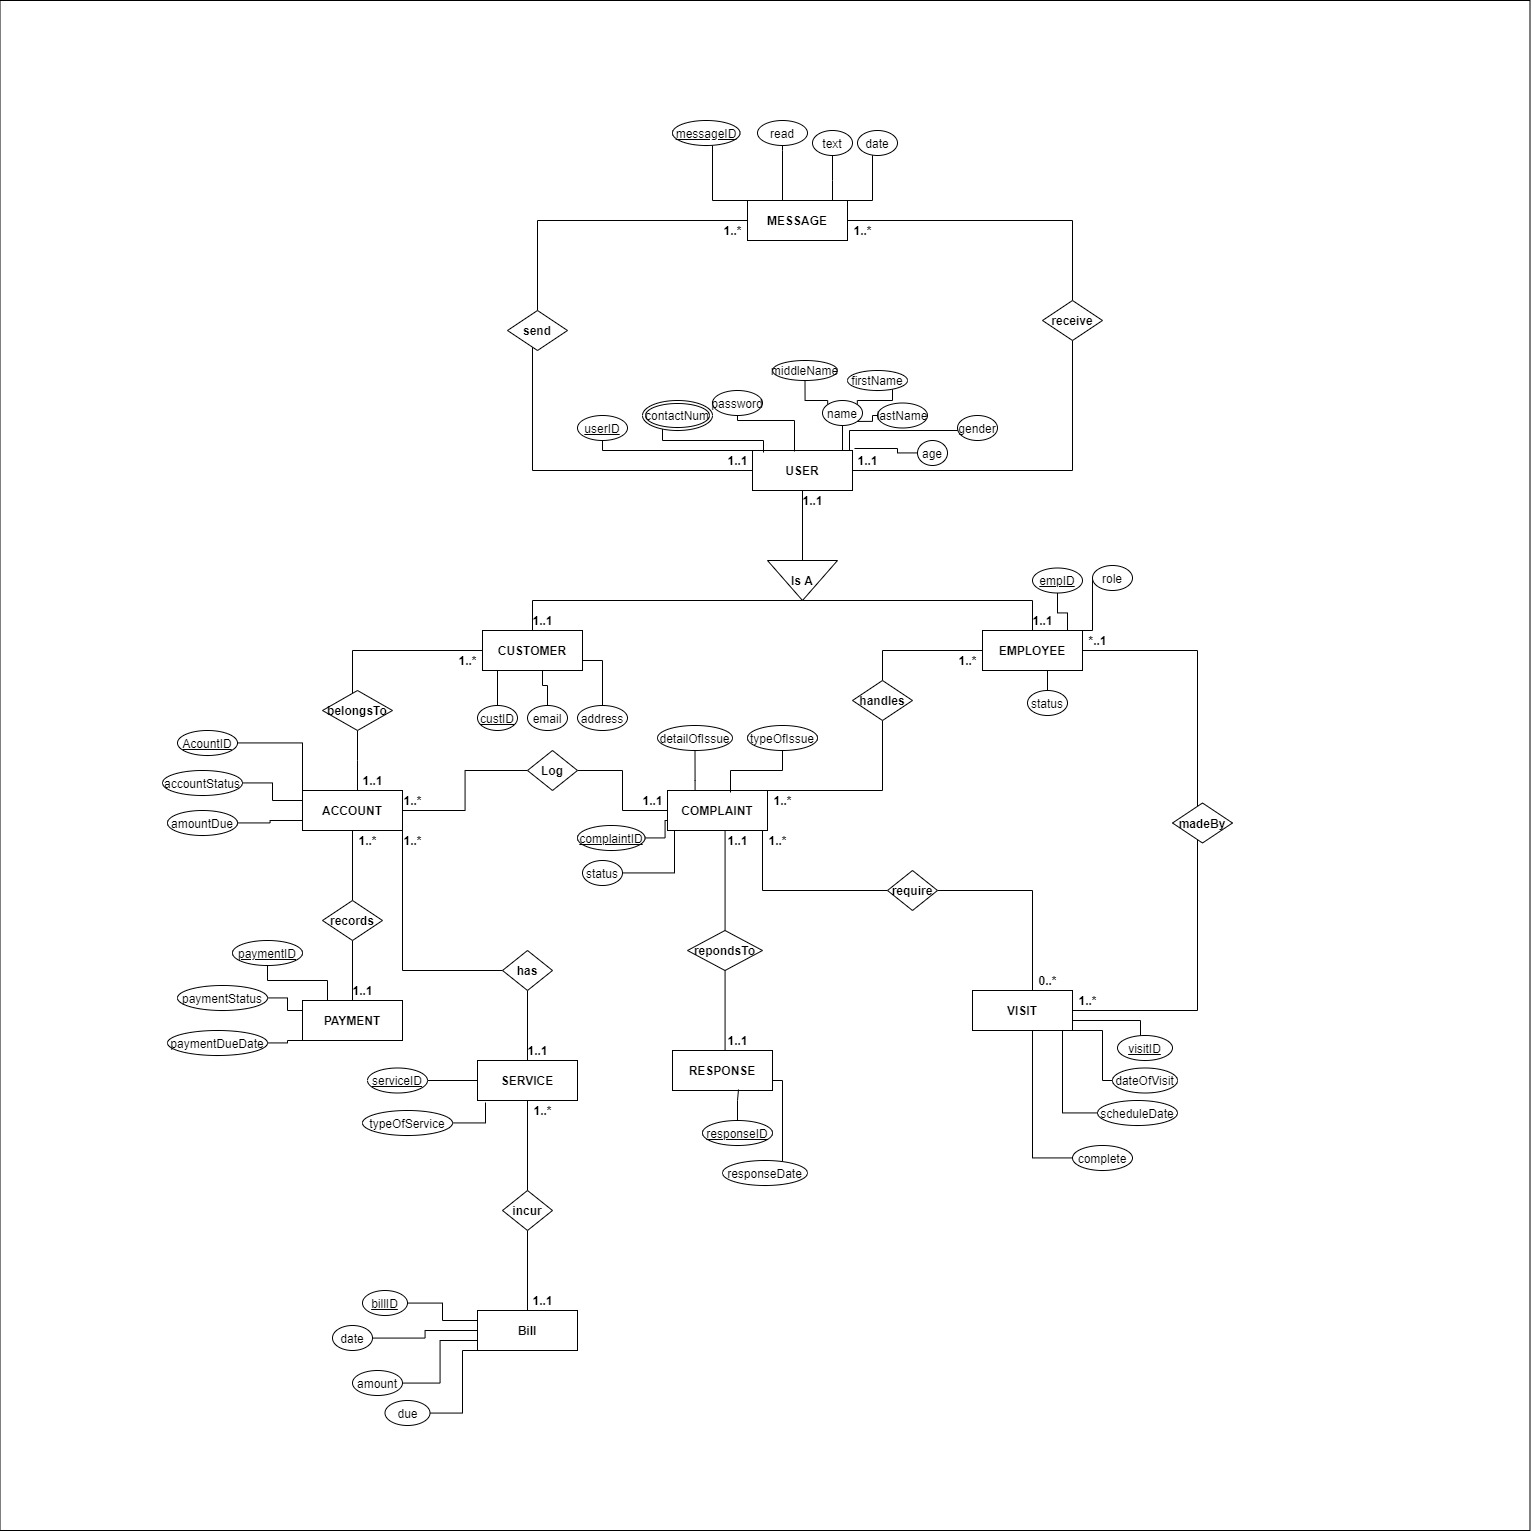 messageID
read
text
date
MESSAGE
1..*
1..*
send
receive
middleName
firstName
password
contactNum
name
lastName
userID
gender
age
1..1
1..1
USER
1..1
Is A
empID
role
1..1
1..1
CUSTOMER
EMPLOYEE
*..1
1..*
1..*
belongsTo
custID
email
address
handles
status
AcountID
detailOfIssue
typeOfIssue
Log
accountStatus
1..1
1..*
1..1
1..*
ACCOUNT
COMPLAINT
amountDue
madeBy
1..*
1..*
complaintID
1..1
1..*
status
require
records
repondsTo
paymentID
has
paymentStatus
1..1
0..*
1..*
PAYMENT
VISIT
paymentDueDate
1..1
1..1
visitID
serviceID
SERVICE
RESPONSE
dateOfVisit
1..*
scheduleDate
typeOfService
responseID
complete
responseDate
incur
billID
1..1
date
Bill
amount
due